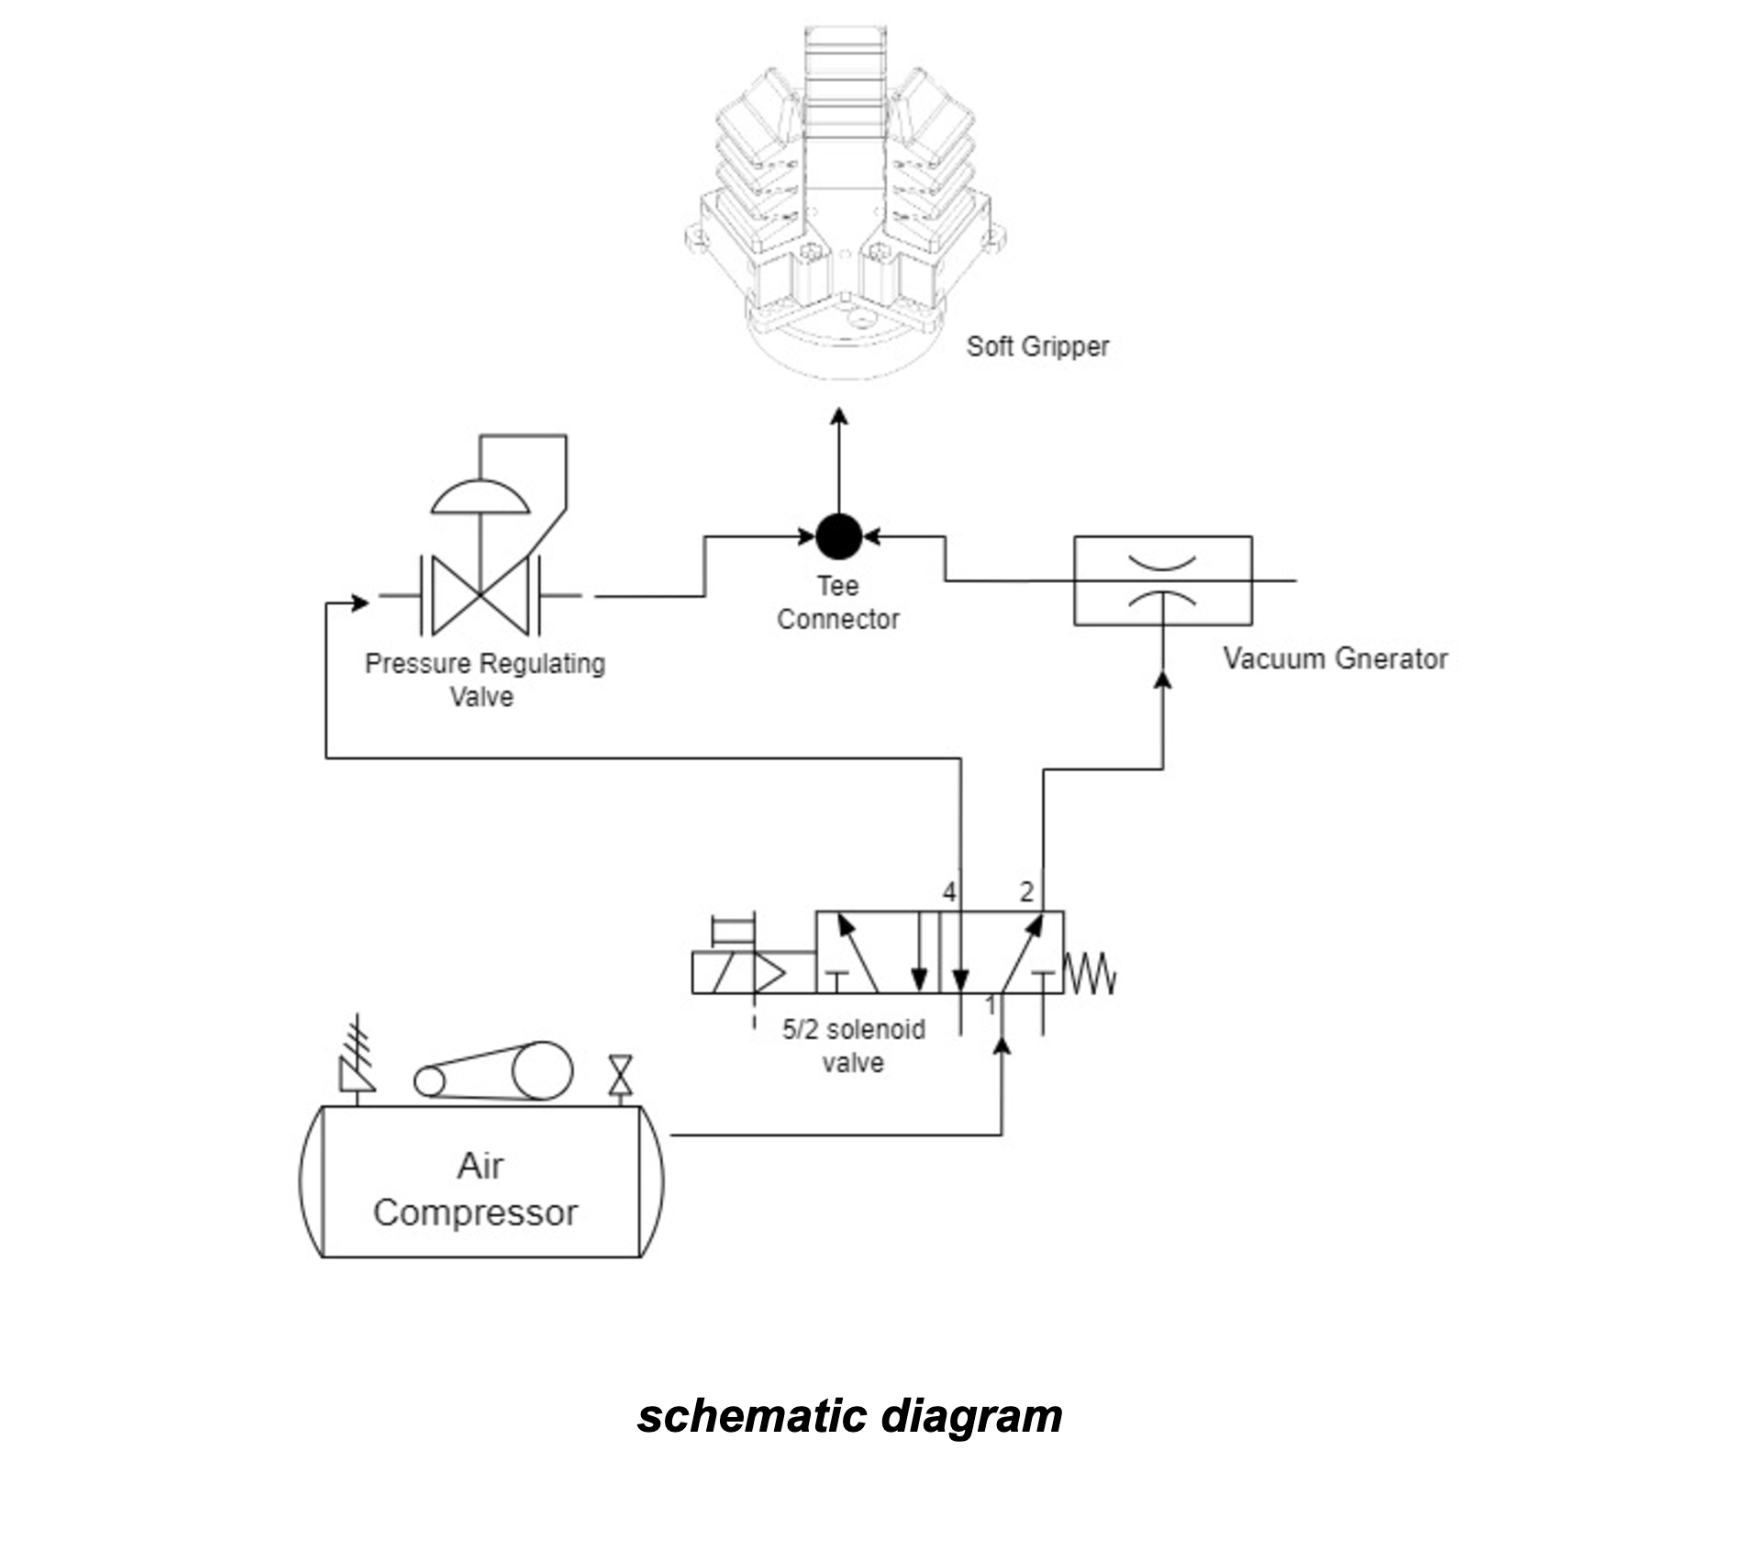 Soft Gripper
Tee
Connector
Pressure Regulating
Valve
Vacuum Gnerator
4
2
1
5/2 solenoid
valve
Air
Compressor
schematic diagram